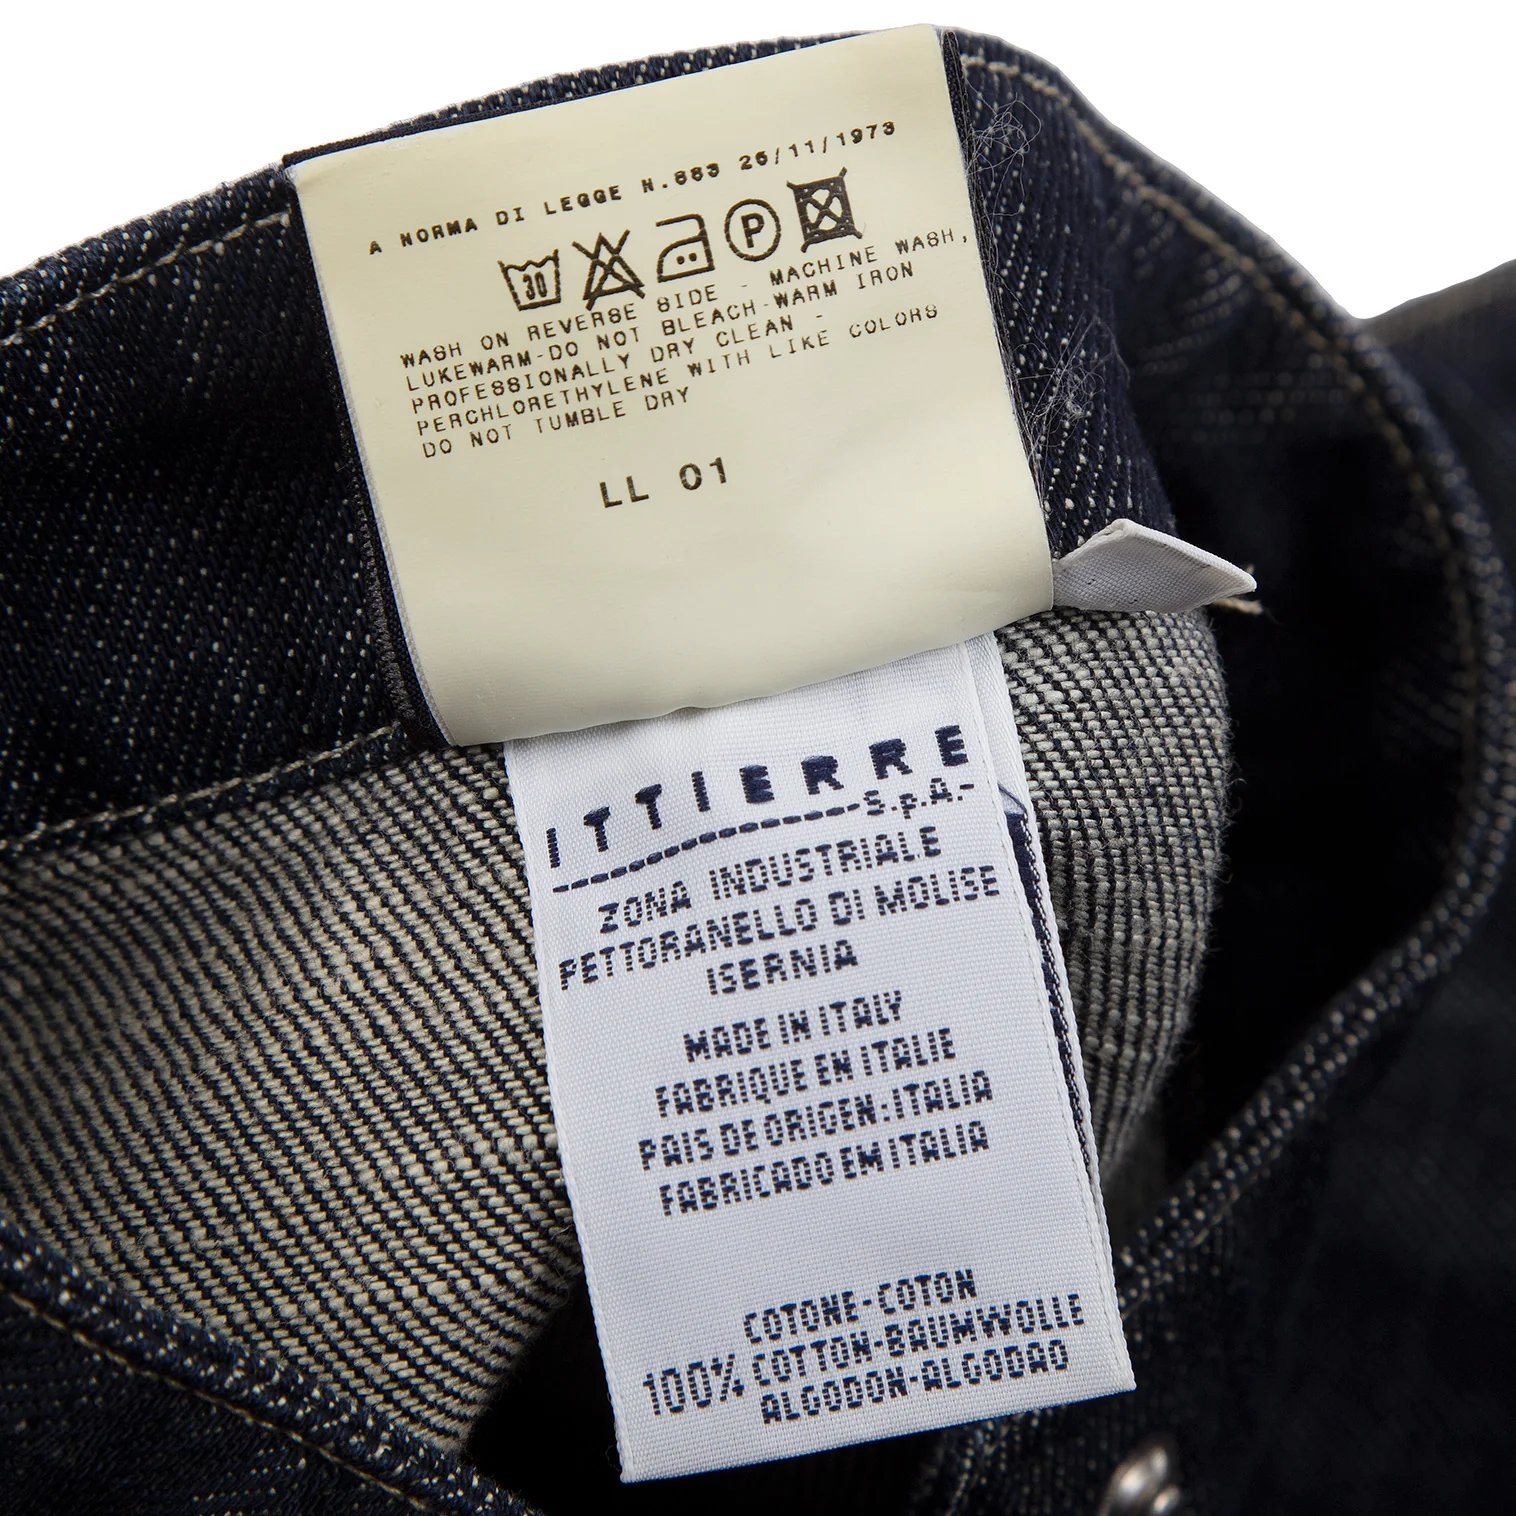 A NORMA DI LEGGE N.883 26/11/1973
30 P
WASH ON REVERSE SIDE - MACHINE WASH,
LUKEWARM-DO NOT BLEACH-WARM IRON
PROFESSIONALLY DRY CLEAN -
PERCHLORETHYLENE WITH LIKE COLORS
DO NOT TUMBLE DRY
LL 01
ITTIERRE
S.p.A.-
ZONA INDUSTRIALE
PETTORANELLO DI MOLISE
ISERNIA
MADE IN ITALY
FABRIQUE EN ITALIE
PAIS DE ORIGEN:ITALIA
FABRICADO EM ITALIA
COTONE-COTON
100% COTTON-BAUMWOLLE
ALGODON-ALGODAO